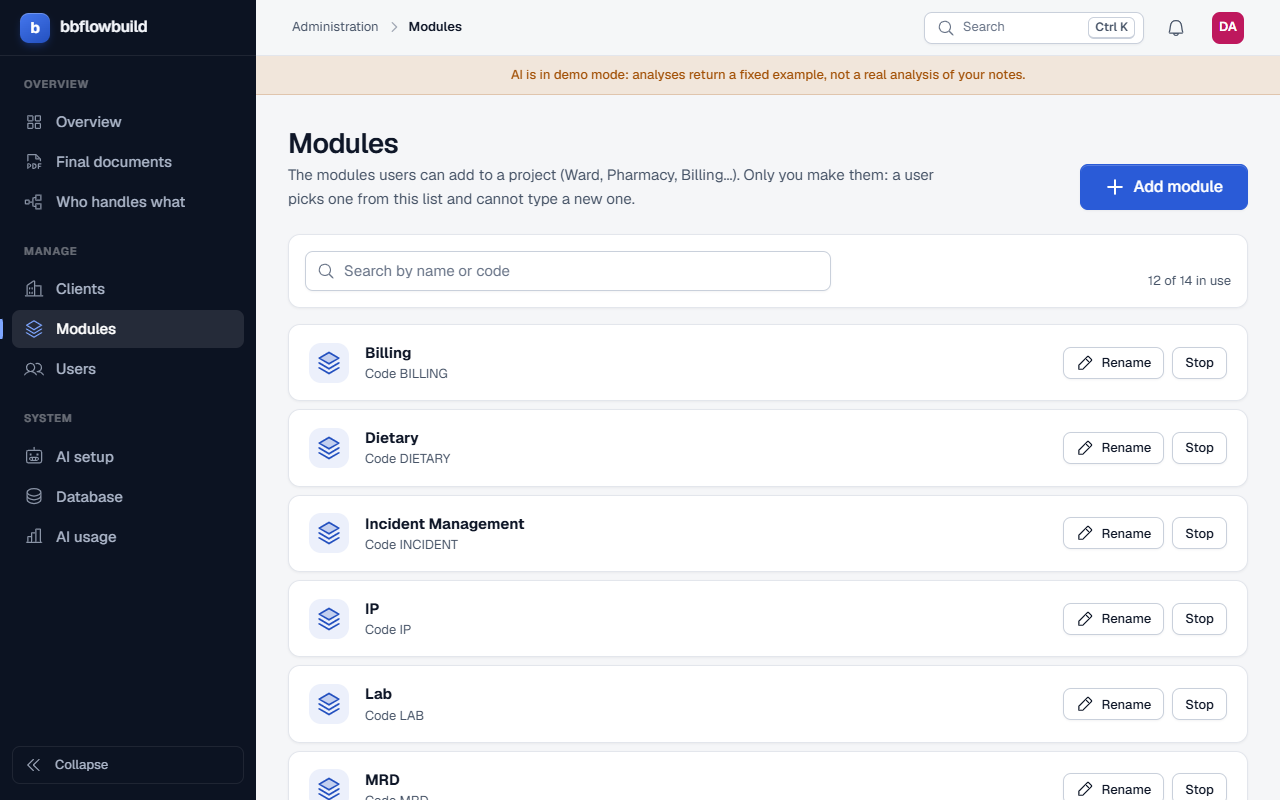 b bbflowbuild
Administration > Modules
Search Ctrl K
DA
AI is in demo mode: analyses return a fixed example, not a real analysis of your notes.
OVERVIEW
Overview
Final documents
Who handles what
MANAGE
Clients
Modules
Users
SYSTEM
AI setup
Database
AI usage
Collapse
Modules
The modules users can add to a project (Ward, Pharmacy, Billing...). Only you make them: a user
picks one from this list and cannot type a new one.
Add module
Search by name or code
12 of 14 in use
Billing
Code BILLING
Rename Stop
Dietary
Code DIETARY
Rename Stop
Incident Management
Code INCIDENT
Rename Stop
IP
Code IP
Rename Stop
Lab
Code LAB
Rename Stop
MRD
Code MRD
Rename Stop